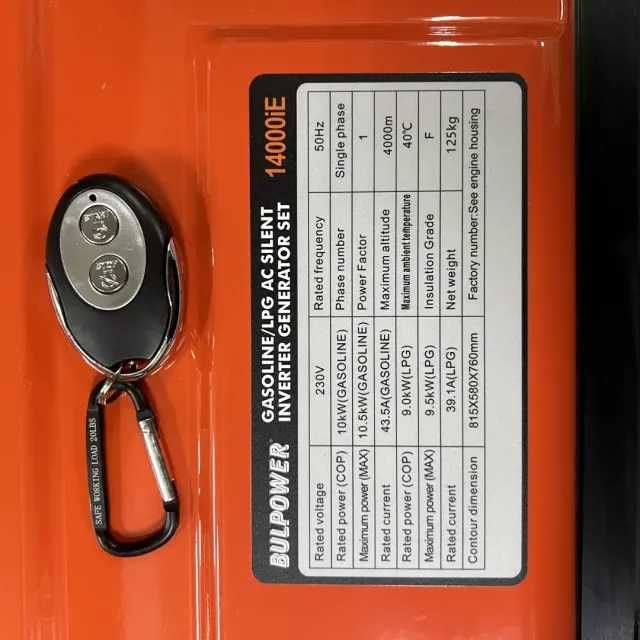 BULPOWER
GASOLINE/LPG AC SILENT
INVERTER GENERATOR SET
14000iE
Rated voltage 230V Rated frequency 50Hz
Rated power (COP) 10kW(GASOLINE) Phase number Single phase
Maximum power (MAX) 10.5kW(GASOLINE) Power Factor 1
Rated current 43.5A(GASOLINE) Maximum altitude 4000m
Rated power (COP) 9.0kW(LPG) Maximum ambient temperature 40℃
Maximum power (MAX) 9.5kW(LPG) Insulation Grade F
Rated current 39.1A(LPG) Net weight 125kg
Contour dimension 815X580X760mm Factory number:See engine housing
SAFE WORKING LOAD 20LBS